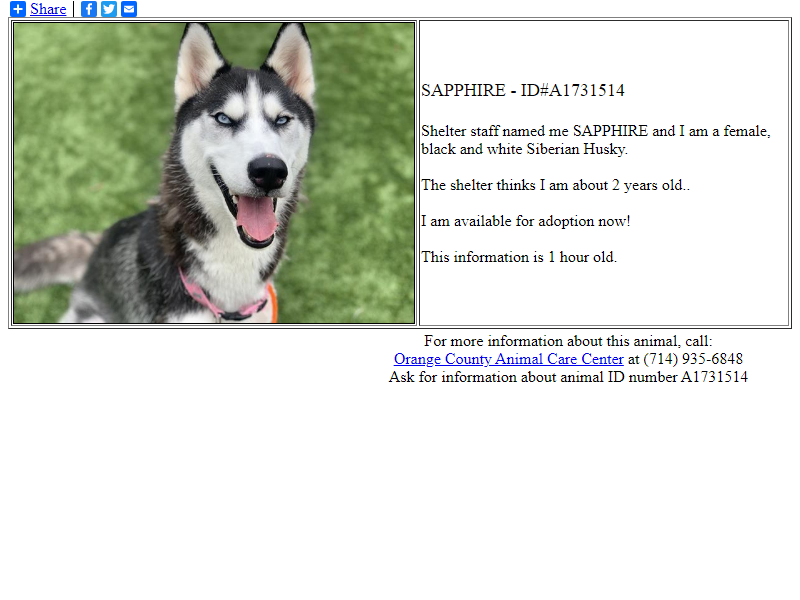 Share
SAPPHIRE - ID#A1731514
Shelter staff named me SAPPHIRE and I am a female,
black and white Siberian Husky.
The shelter thinks I am about 2 years old..
I am available for adoption now!
This information is 1 hour old.
For more information about this animal, call:
Orange County Animal Care Center at (714) 935-6848
Ask for information about animal ID number A1731514